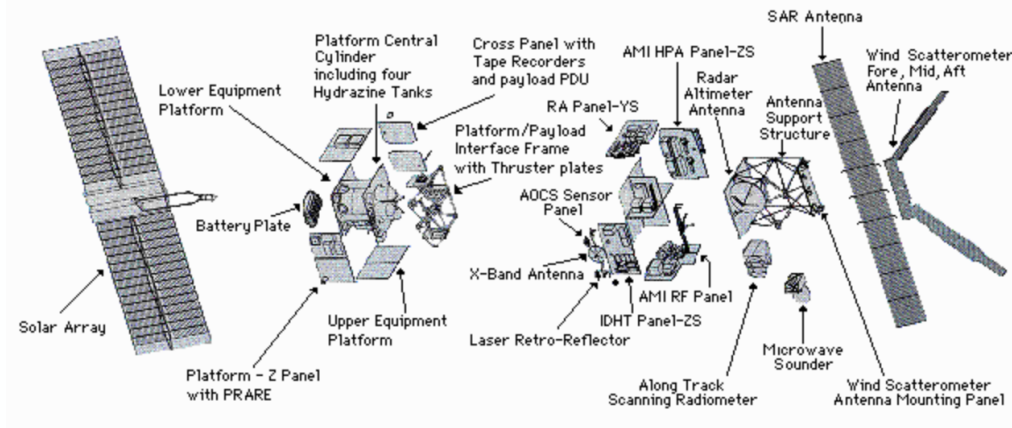 SAR Antenna
Platform Central
Cylinder
including four
Hydrazine Tanks
Cross Panel with
Tape Recorders
and payload PDU
AMI HPA Panel-ZS
Wind Scatterometer
Fore, Mid, Aft
Antenna
Lower Equipment
Platform
Radar
Altimeter
Antenna
Antenna
Support
Structure
RA Panel-YS
Platform/Payload
Interface Frame
with Thruster plates
AOCS Sensor
Panel
Battery Plate
X-Band Antenna
AMI RF Panel
Solar Array
Upper Equipment
Platform
IDHT Panel-ZS
Laser Retro-Reflector
Microwave
Sounder
Platform - Z Panel
with PRARE
Along Track
Scanning Radiometer
Wind Scatterometer
Antenna Mounting Panel